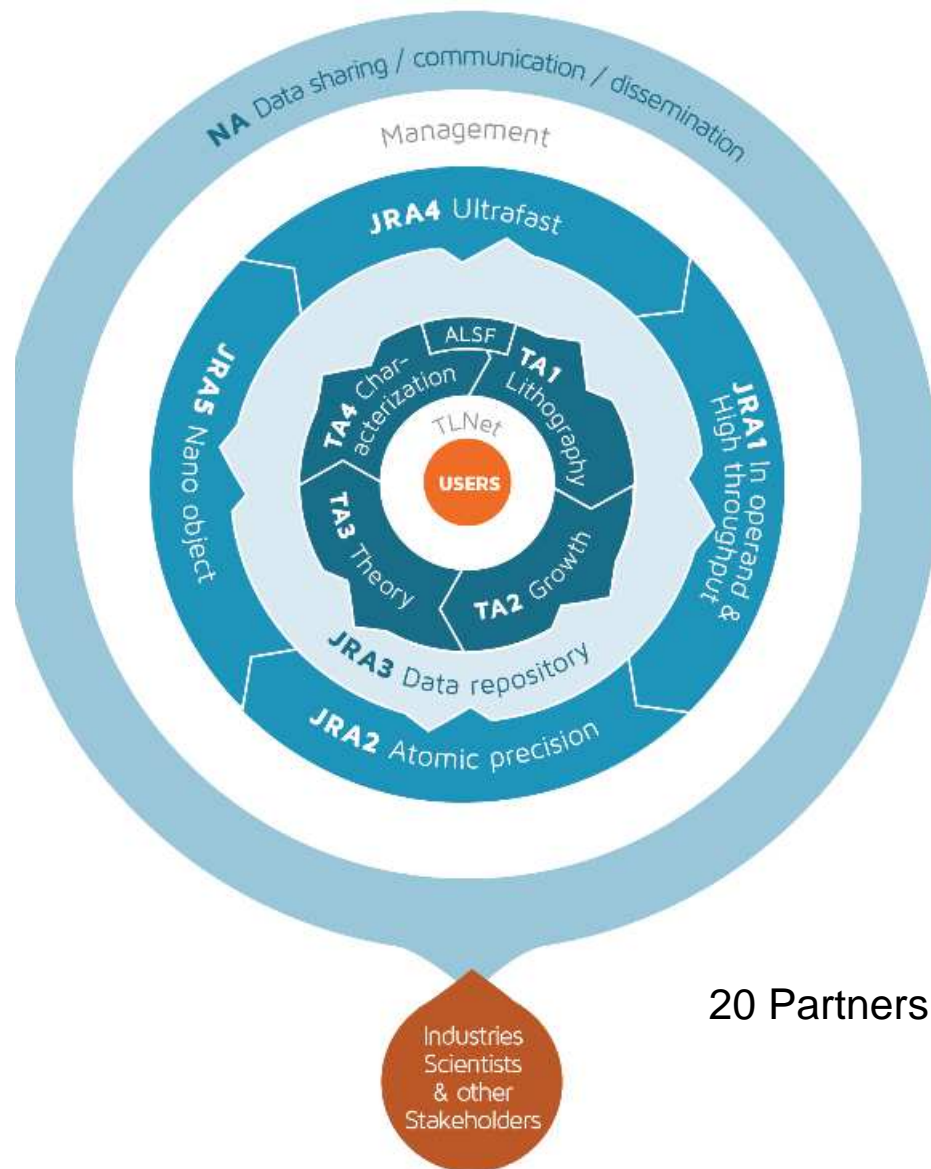 NA Data sharing / communication / dissemination
Management
JRA4 Ultrafast
JRA5 Nano object
JRA1 In operand &
High throughput
ALSF
TA1
Lithography
TA4 Char-
acterization
TLNet
USERS
TA3
Theory
TA2 Growth
JRA3 Data repository
JRA2 Atomic precision
20 Partners
Industries
Scientists
& other
Stakeholders